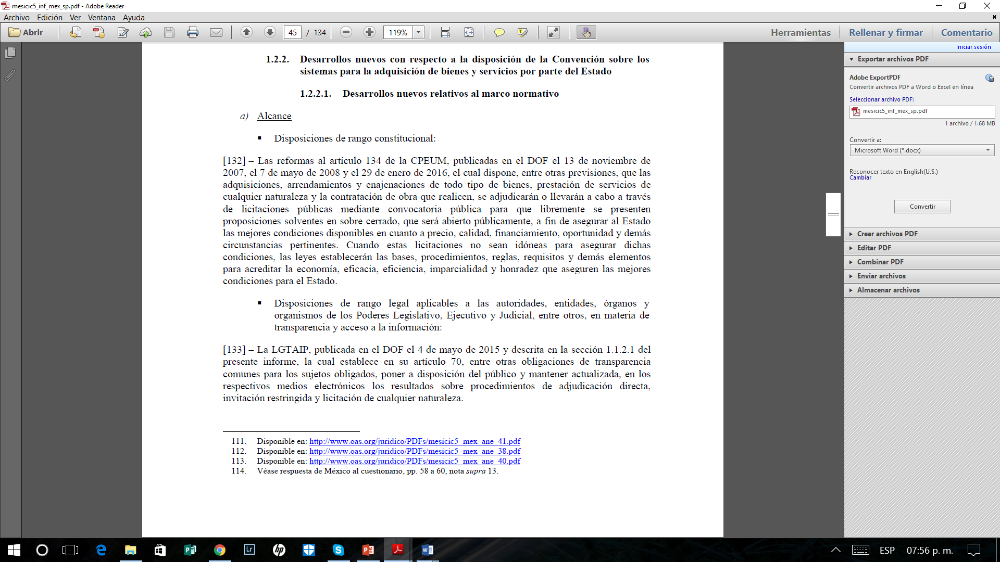 mesicic5_inf_mex_sp.pdf - Adobe Reader
Archivo Edición Ver Ventana Ayuda
Abrir 45 / 134 119% Herramientas Rellenar y firmar Comentario
Iniciar sesión
Exportar archivos PDF
Adobe ExportPDF
Convertir archivos PDF a Word o Excel en línea
Seleccionar archivo PDF:
mesicic5_inf_mex_sp.pdf
1 archivo / 1.68 MB
Convertir a:
Microsoft Word (*.docx)
Reconocer texto en English(U.S.)
Cambiar
Convertir
Crear archivos PDF
Editar PDF
Combinar PDF
Enviar archivos
Almacenar archivos
1.2.2. Desarrollos nuevos con respecto a la disposición de la Convención sobre los
sistemas para la adquisición de bienes y servicios por parte del Estado
1.2.2.1. Desarrollos nuevos relativos al marco normativo
a) Alcance
▪ Disposiciones de rango constitucional:
[132] – Las reformas al artículo 134 de la CPEUM, publicadas en el DOF el 13 de noviembre de
2007, el 7 de mayo de 2008 y el 29 de enero de 2016, el cual dispone, entre otras previsiones, que las
adquisiciones, arrendamientos y enajenaciones de todo tipo de bienes, prestación de servicios de
cualquier naturaleza y la contratación de obra que realicen, se adjudicarán o llevarán a cabo a través
de licitaciones públicas mediante convocatoria pública para que libremente se presenten
proposiciones solventes en sobre cerrado, que será abierto públicamente, a fin de asegurar al Estado
las mejores condiciones disponibles en cuanto a precio, calidad, financiamiento, oportunidad y demás
circunstancias pertinentes. Cuando estas licitaciones no sean idóneas para asegurar dichas
condiciones, las leyes establecerán las bases, procedimientos, reglas, requisitos y demás elementos
para acreditar la economía, eficacia, eficiencia, imparcialidad y honradez que aseguren las mejores
condiciones para el Estado.
▪ Disposiciones de rango legal aplicables a las autoridades, entidades, órganos y
organismos de los Poderes Legislativo, Ejecutivo y Judicial, entre otros, en materia de
transparencia y acceso a la información:
[133] – La LGTAIP, publicada en el DOF el 4 de mayo de 2015 y descrita en la sección 1.1.2.1 del
presente informe, la cual establece en su artículo 70, entre otras obligaciones de transparencia
comunes para los sujetos obligados, poner a disposición del público y mantener actualizada, en los
respectivos medios electrónicos los resultados sobre procedimientos de adjudicación directa,
invitación restringida y licitación de cualquier naturaleza.
111. Disponible en: http://www.oas.org/juridico/PDFs/mesicic5_mex_ane_41.pdf
112. Disponible en: http://www.oas.org/juridico/PDFs/mesicic5_mex_ane_38.pdf
113. Disponible en: http://www.oas.org/juridico/PDFs/mesicic5_mex_ane_40.pdf
114. Véase respuesta de México al cuestionario, pp. 58 a 60, nota supra 13.
Lr hp ESP 07:56 p. m.